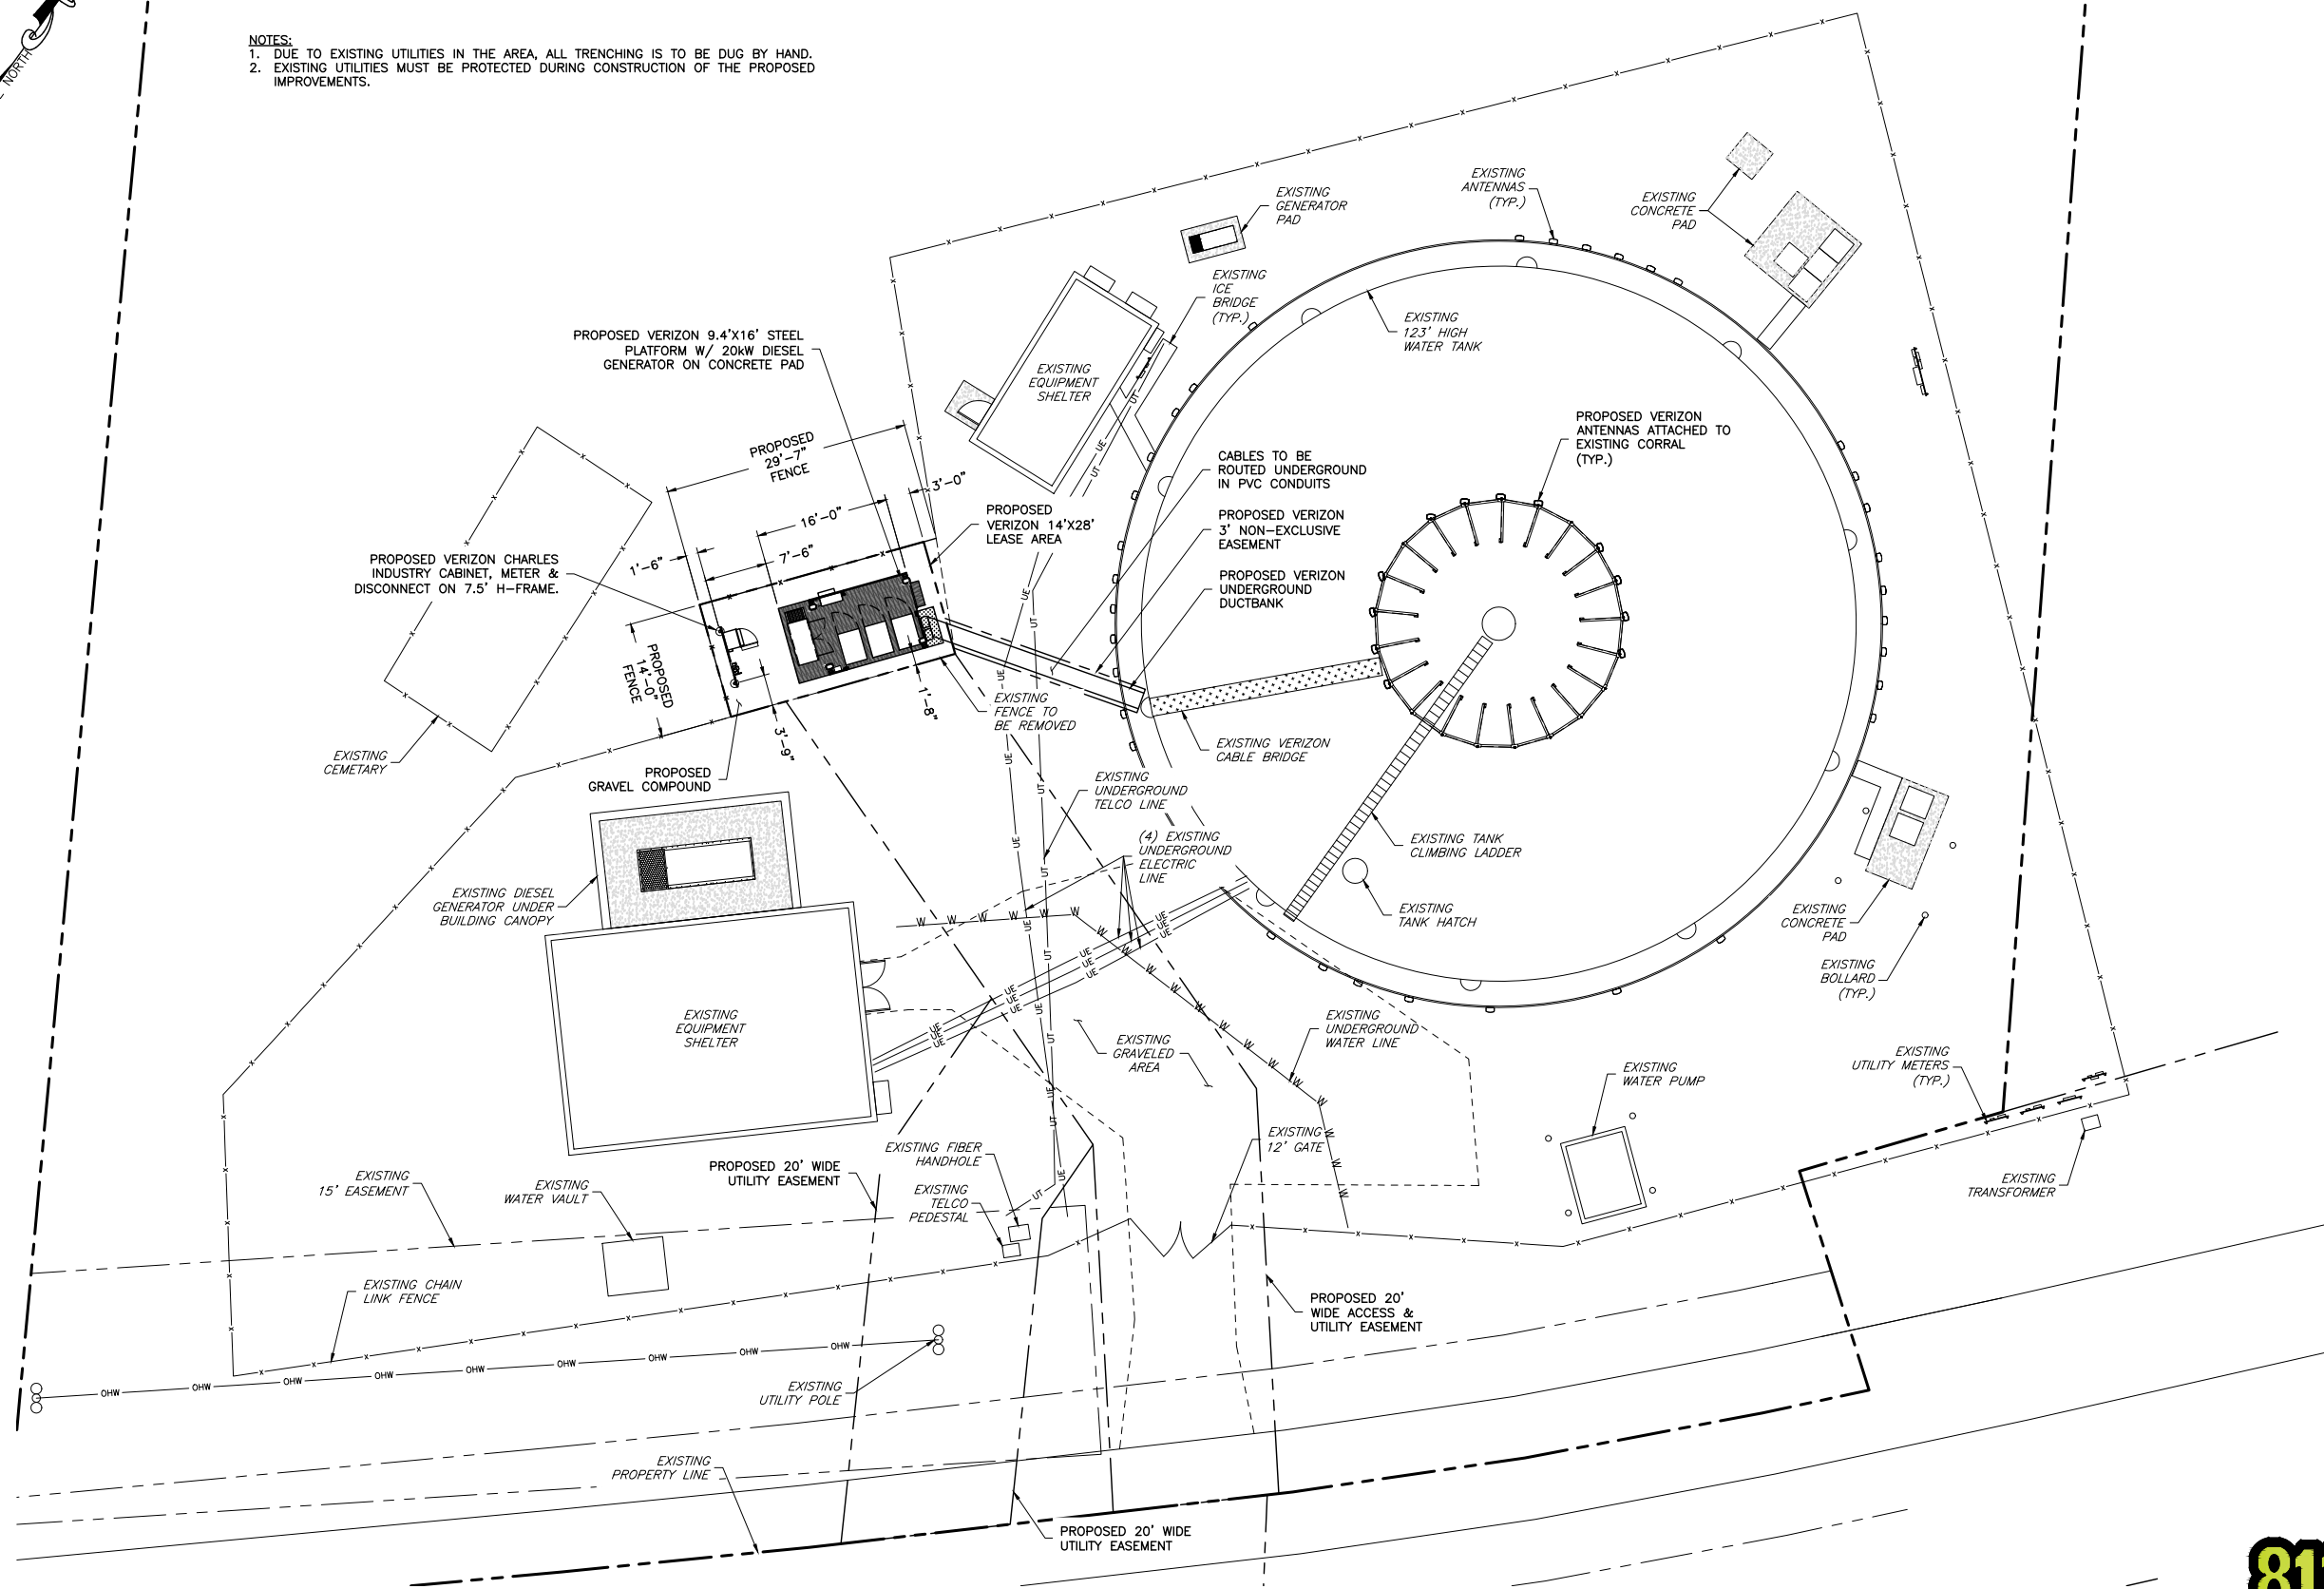 NORTH
NOTES:
1. DUE TO EXISTING UTILITIES IN THE AREA, ALL TRENCHING IS TO BE DUG BY HAND.
2. EXISTING UTILITIES MUST BE PROTECTED DURING CONSTRUCTION OF THE PROPOSED
IMPROVEMENTS.
EXISTING
GENERATOR
PAD
EXISTING
ANTENNAS
(TYP.)
EXISTING
CONCRETE
PAD
EXISTING
ICE
BRIDGE
(TYP.)
EXISTING
123' HIGH
WATER TANK
PROPOSED VERIZON 9.4'X16' STEEL
PLATFORM W/ 20kW DIESEL
GENERATOR ON CONCRETE PAD
EXISTING
EQUIPMENT
SHELTER
PROPOSED VERIZON
ANTENNAS ATTACHED TO
EXISTING CORRAL
(TYP.)
PROPOSED
29'-7"
FENCE
3'-0"
16'-0"
7'-6"
1'-6"
CABLES TO BE
ROUTED UNDERGROUND
IN PVC CONDUITS
PROPOSED
VERIZON 14'X28'
LEASE AREA
PROPOSED VERIZON
3' NON-EXCLUSIVE
EASEMENT
PROPOSED VERIZON
UNDERGROUND
DUCTBANK
PROPOSED VERIZON CHARLES
INDUSTRY CABINET, METER &
DISCONNECT ON 7.5' H-FRAME.
PROPOSED
14'-0"
FENCE
1'-8"
3'-9"
EXISTING
FENCE TO
BE REMOVED
EXISTING
CEMETARY
PROPOSED
GRAVEL COMPOUND
EXISTING VERIZON
CABLE BRIDGE
EXISTING
UNDERGROUND
TELCO LINE
(4) EXISTING
UNDERGROUND
ELECTRIC
LINE
EXISTING TANK
CLIMBING LADDER
EXISTING DIESEL
GENERATOR UNDER
BUILDING CANOPY
EXISTING
TANK HATCH
EXISTING
CONCRETE
PAD
EXISTING
BOLLARD
(TYP.)
EXISTING
EQUIPMENT
SHELTER
EXISTING
GRAVELED
AREA
EXISTING
UNDERGROUND
WATER LINE
EXISTING
WATER PUMP
EXISTING
UTILITY METERS
(TYP.)
EXISTING
12' GATE
EXISTING FIBER
HANDHOLE
PROPOSED 20' WIDE
UTILITY EASEMENT
EXISTING
TELCO
PEDESTAL
EXISTING
15' EASEMENT
EXISTING
WATER VAULT
EXISTING
TRANSFORMER
EXISTING CHAIN
LINK FENCE
PROPOSED 20'
WIDE ACCESS &
UTILITY EASEMENT
OHW OHW OHW OHW OHW OHW OHW OHW OHW
EXISTING
UTILITY POLE
EXISTING
PROPERTY LINE
PROPOSED 20' WIDE
UTILITY EASEMENT
UE
UT
W